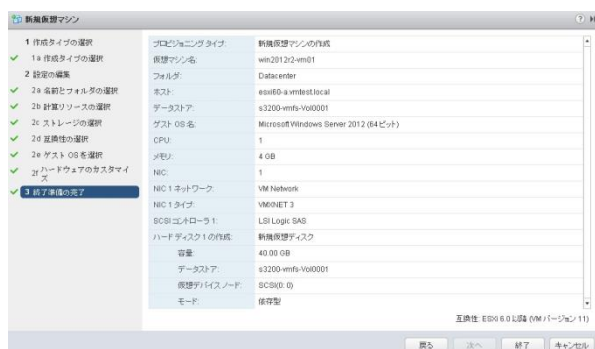 新規仮想マシン
1 作成タイプの選択
1a 作成タイプの選択
2 設定の編集
2a 名前とフォルダの選択
2b 計算リソースの選択
2c ストレージの選択
2d 互換性の選択
2e ゲスト OS を選択
2f ハードウェアのカスタマイズ
3 終了準備の完了
プロビジョニング タイプ: 新規仮想マシンの作成
仮想マシン名: win2012r2-vm01
フォルダ: Datacenter
ホスト: esxi60-a.vmtest.local
データストア: s3200-vmfs-Vol0001
ゲスト OS 名: Microsoft Windows Server 2012 (64 ビット)
CPU: 1
メモリ: 4 GB
NIC: 1
NIC 1 ネットワーク: VM Network
NIC 1 タイプ: VMXNET 3
SCSI コントローラ 1: LSI Logic SAS
ハード ディスク 1 の作成: 新規仮想ディスク
容量: 40.00 GB
データストア: s3200-vmfs-Vol0001
仮想デバイス ノード: SCSI(0: 0)
モード: 依存型
互換性: ESXi 6.0 以降 (VM バージョン 11)
戻る 次へ 終了 キャンセル